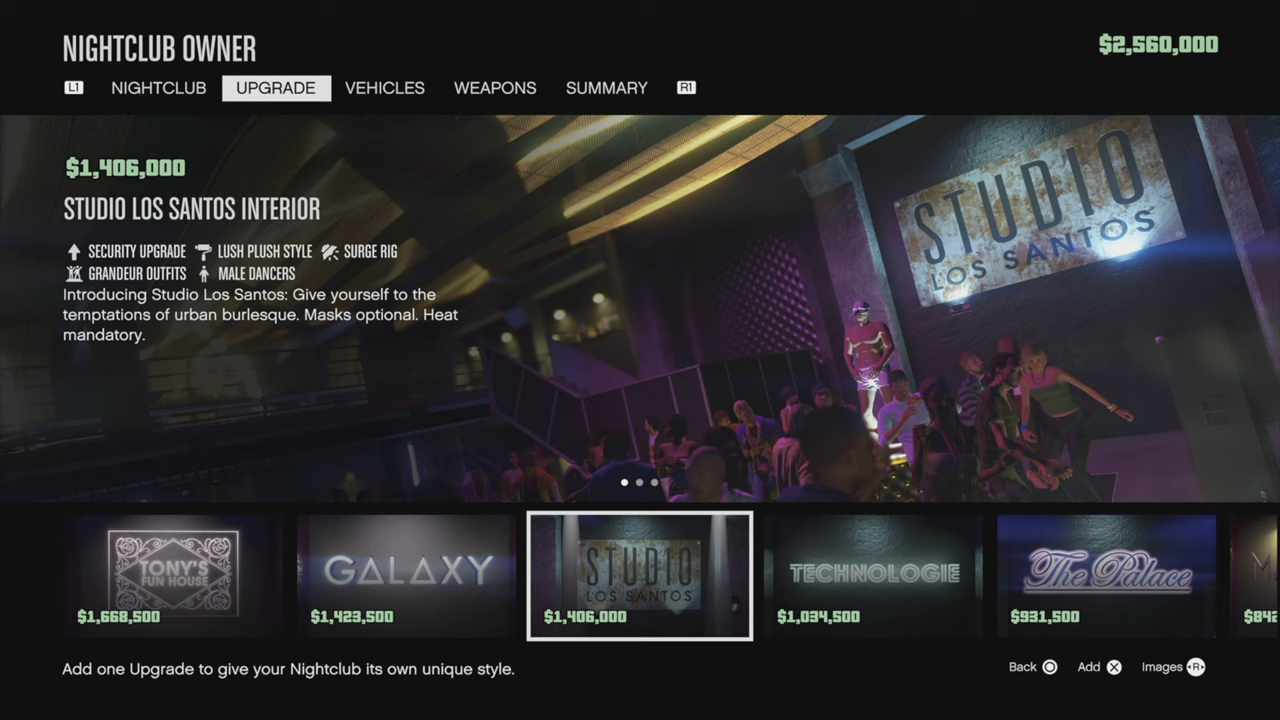 NIGHTCLUB OWNER
$2,560,000
L1 NIGHTCLUB UPGRADE VEHICLES WEAPONS SUMMARY R1
$1,406,000
STUDIO LOS SANTOS INTERIOR
SECURITY UPGRADE LUSH PLUSH STYLE SURGE RIG
GRANDEUR OUTFITS MALE DANCERS
Introducing Studio Los Santos: Give yourself to the
temptations of urban burlesque. Masks optional. Heat
mandatory.
STUDIO
LOS SANTOS
TONY'S
FUN HOUSE
$1,668,500
GALAXY
$1,423,500
STUDIO
LOS SANTOS
$1,406,000
TECHNOLOGIE
$1,034,500
The Palace
$931,500
$842
Add one Upgrade to give your Nightclub its own unique style.
Back Add Images R